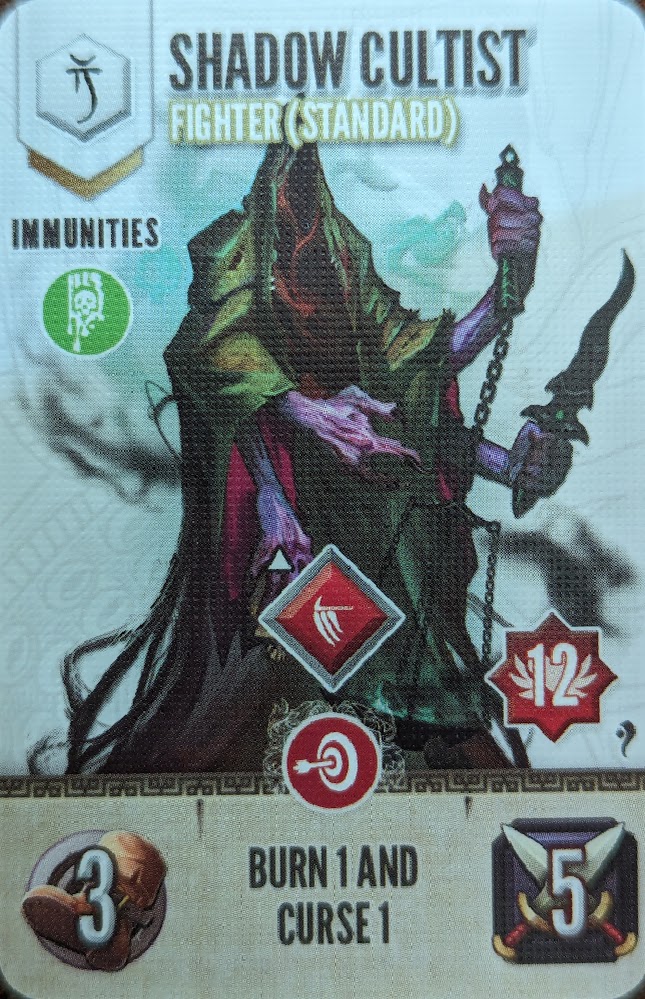 SHADOW CULTIST
FIGHTER (STANDARD)
IMMUNITIES
12
3
BURN 1 AND
CURSE 1
5